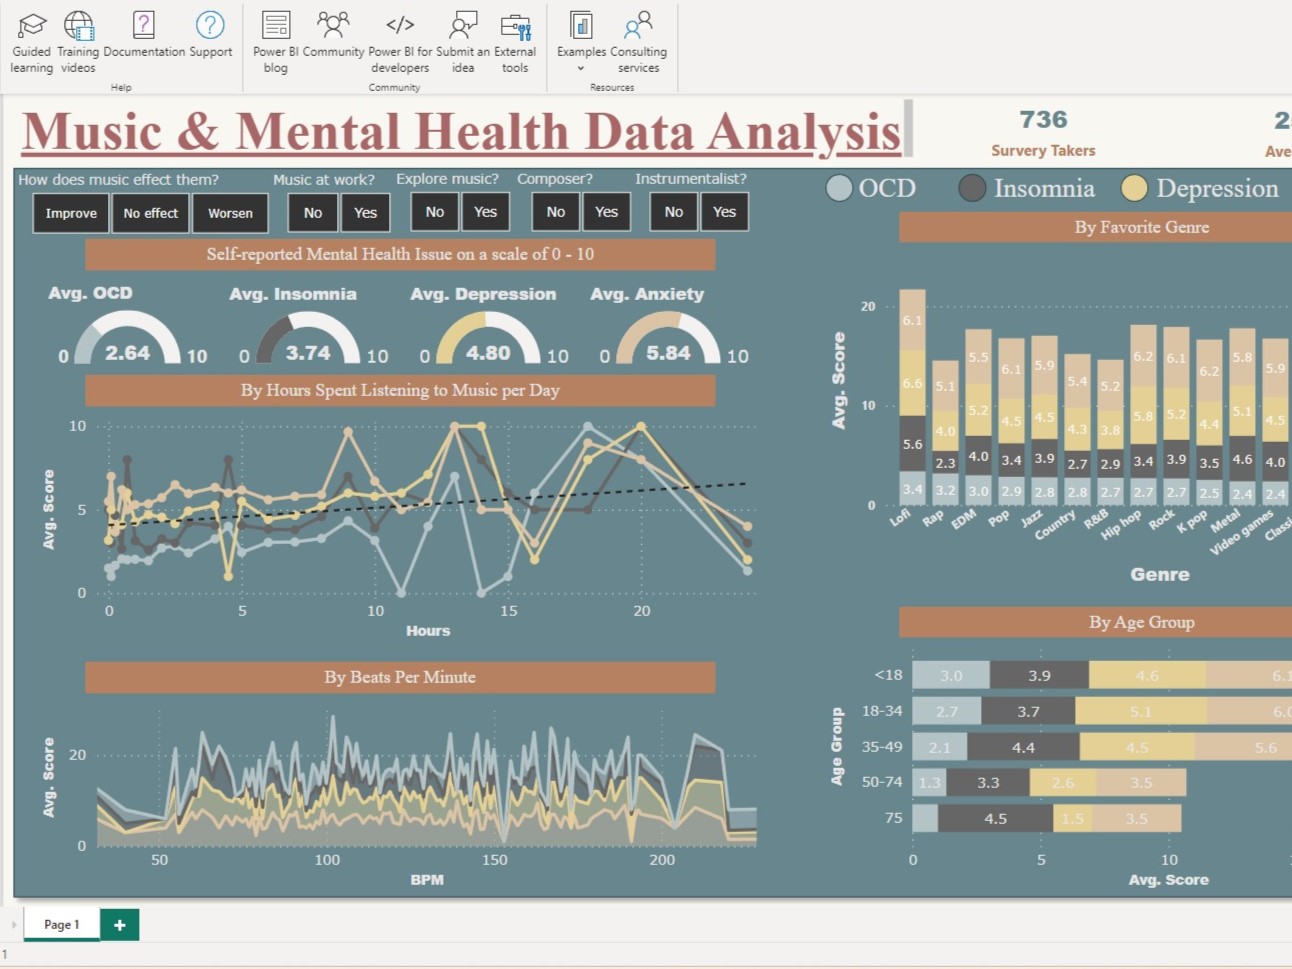 Guided learning
Training videos
Documentation
Support
Help
Power BI blog
Community
Power BI for developers
Submit an idea
External tools
Community
Examples
Consulting services
Resources
Music & Mental Health Data Analysis
736
Survery Takers
Ave
How does music effect them?
Improve No effect Worsen
Music at work?
No Yes
Explore music?
No Yes
Composer?
No Yes
Instrumentalist?
No Yes
OCD Insomnia Depression
Self-reported Mental Health Issue on a scale of 0 - 10
Avg. OCD
0 2.64 10
Avg. Insomnia
0 3.74 10
Avg. Depression
0 4.80 10
Avg. Anxiety
0 5.84 10
By Hours Spent Listening to Music per Day
Avg. Score
10
5
0
0 5 10 15 20
Hours
By Beats Per Minute
Avg. Score
20
0
50 100 150 200
BPM
By Favorite Genre
Avg. Score
20
10
0
6.1 5.1 5.5 6.1 5.9 5.4 5.2 6.2 6.1 6.2 5.8 5.9
6.6 4.0 5.2 4.5 4.5 4.3 3.8 5.8 5.2 4.4 5.1 4.5
5.6 2.3 4.0 3.4 3.9 2.7 2.9 3.4 3.9 3.5 4.6 4.0
3.4 3.2 3.0 2.9 2.8 2.8 2.7 2.7 2.7 2.5 2.4 2.4
Lofi Rap EDM Pop Jazz Country R&B Hip hop Rock K pop Metal Video games Classi
Genre
By Age Group
Age Group
<18 3.0 3.9 4.6 6.1
18-34 2.7 3.7 5.1 6.0
35-49 2.1 4.4 4.5 5.6
50-74 1.3 3.3 2.6 3.5
75 4.5 1.5 3.5
0 5 10
Avg. Score
Page 1
1